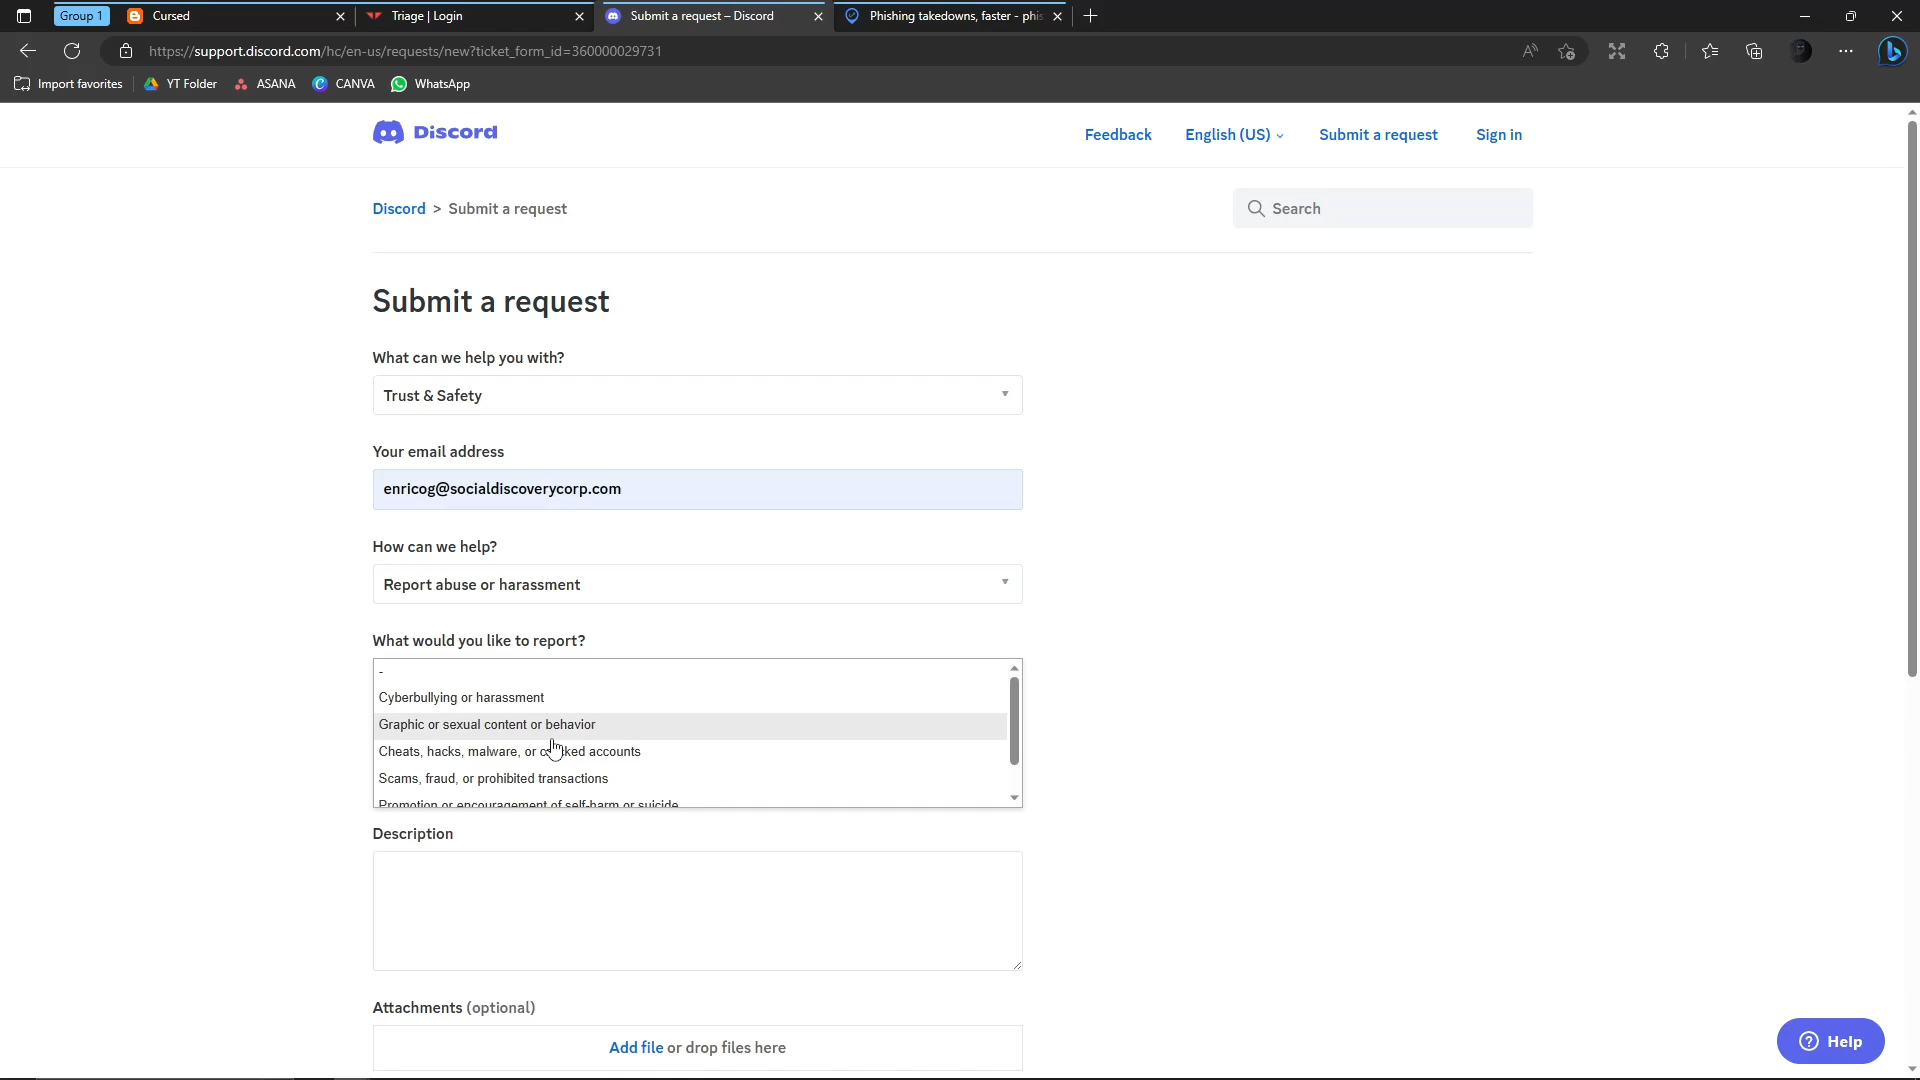 Group 1
Cursed
Triage | Login
Submit a request – Discord
Phishing takedowns, faster - phis
https://support.discord.com/hc/en-us/requests/new?ticket_form_id=360000029731
Import favorites
YT Folder
ASANA
CANVA
WhatsApp
Discord
Feedback
English (US)
Submit a request
Sign in
Discord > Submit a request
Search
Submit a request
What can we help you with?
Trust & Safety
Your email address
enricog@socialdiscoverycorp.com
How can we help?
Report abuse or harassment
What would you like to report?
-
Cyberbullying or harassment
Graphic or sexual content or behavior
Cheats, hacks, malware, or accounts
Scams, fraud, or prohibited transactions
Promotion or encouragement of self-harm or suicide
Description
Attachments (optional)
Add file or drop files here
Help